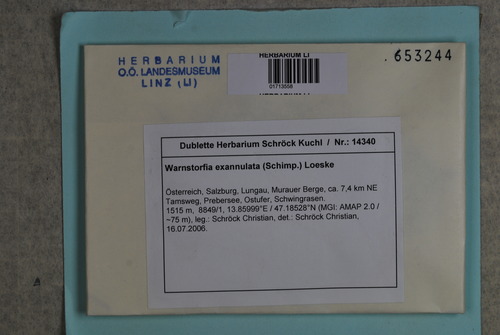 HERBARIUM
O.Ö. LANDESMUSEUM
LINZ (LI)
HERBARIUM LI
01713558
HERBARIUM LI
. 653244
Dublette Herbarium Schröck Kuchl / Nr.: 14340
Warnstorfia exannulata (Schimp.) Loeske
Österreich, Salzburg, Lungau, Murauer Berge, ca. 7,4 km NE
Tamsweg, Prebersee, Ostufer, Schwingrasen.
1515 m, 8849/1, 13.85999°E / 47.18528°N (MGI: AMAP 2.0 /
~75 m), leg.: Schröck Christian, det.: Schröck Christian,
16.07.2006.